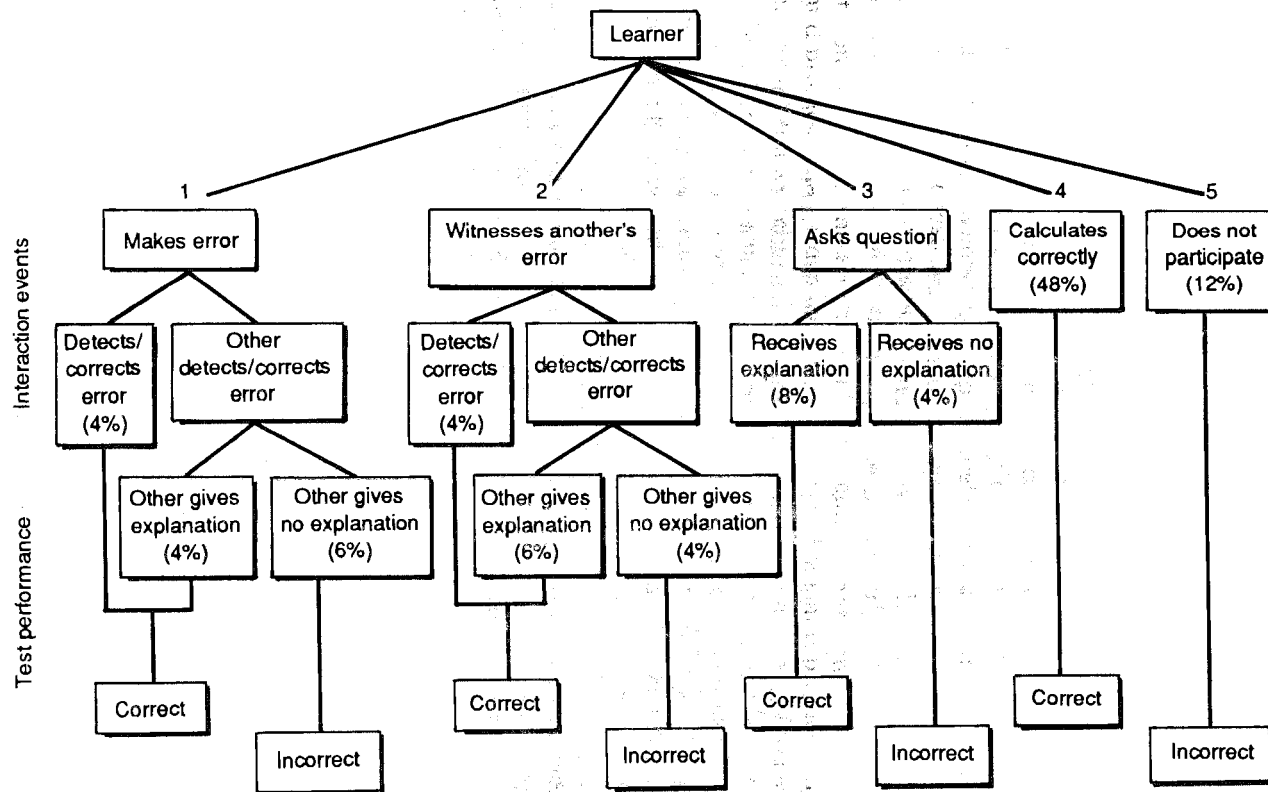 Learner
1
2
3
4
5
Makes error
Witnesses another's
error
Asks question
Calculates
correctly
(48%)
Does not
participate
(12%)
Interaction events
Detects/
corrects
error
(4%)
Other
detects/corrects
error
Detects/
corrects
error
(4%)
Other
detects/corrects
error
Receives
explanation
(8%)
Receives no
explanation
(4%)
Other gives
explanation
(4%)
Other gives
no explanation
(6%)
Other gives
explanation
(6%)
Other gives
no explanation
(4%)
Test performance
Correct
Incorrect
Correct
Incorrect
Correct
Incorrect
Correct
Incorrect